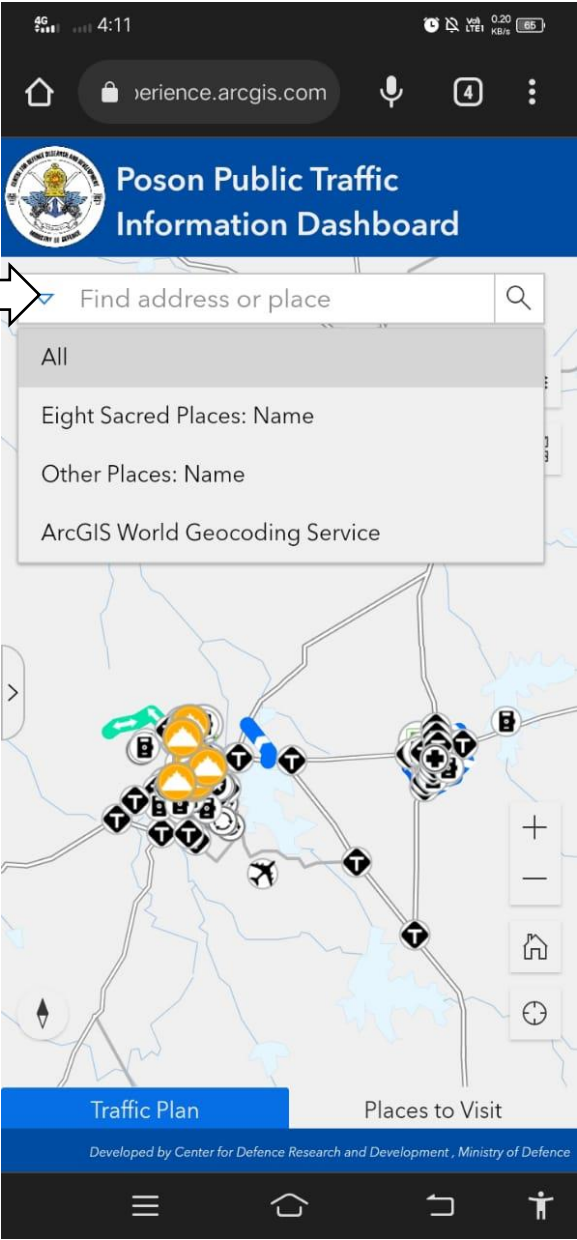 4G
4:11
Vo)
LTE1
0.20
KB/s
65
perience.arcgis.com
4
Poson Public Traffic
Information Dashboard
Find address or place
All
Eight Sacred Places: Name
Other Places: Name
ArcGIS World Geocoding Service
Traffic Plan
Places to Visit
Developed by Center for Defence Research and Development , Ministry of Defence